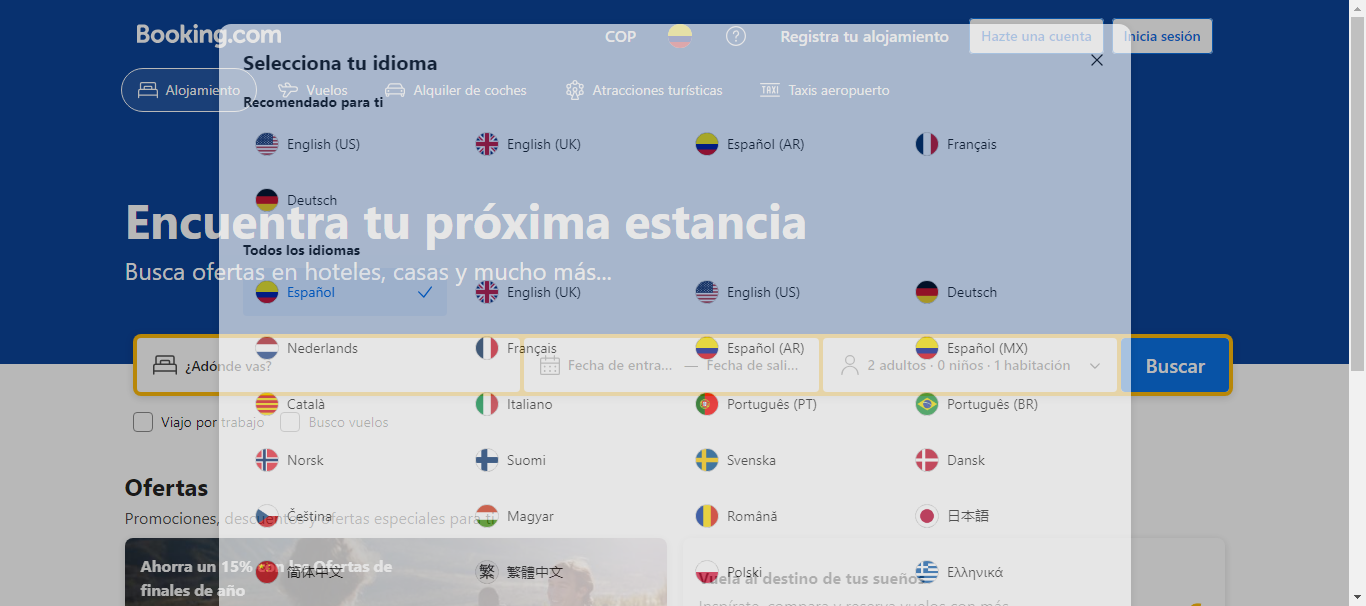 Booking.com
COP
Registra tu alojamiento
Hazte una cuenta
Inicia sesión
Selecciona tu idioma
Alojamiento
Vuelos
Alquiler de coches
Atracciones turísticas
TAXI
Taxis aeropuerto
Recomendado para ti
English (US)
English (UK)
Español (AR)
Français
Deutsch
Encuentra tu próxima estancia
Todos los idiomas
Busca ofertas en hoteles, casas y mucho más...
Español
English (UK)
English (US)
Deutsch
Nederlands
Français
Español (AR)
Español (MX)
¿Adónde vas?
Fecha de entra... — Fecha de sali...
2 adultos · 0 niños · 1 habitación
Buscar
Català
Italiano
Português (PT)
Português (BR)
Viajo por trabajo
Busco vuelos
Norsk
Suomi
Svenska
Dansk
Ofertas
Čeština
Magyar
Română
日本語
Promociones, descuentos y ofertas especiales para ti
Ahorra un 15% con las Ofertas de
finales de año
简体中文
繁
繁體中文
Polski
Ελληνικά
Vuela al destino de tus sueños
Inspírate, compara y reserva vuelos con más